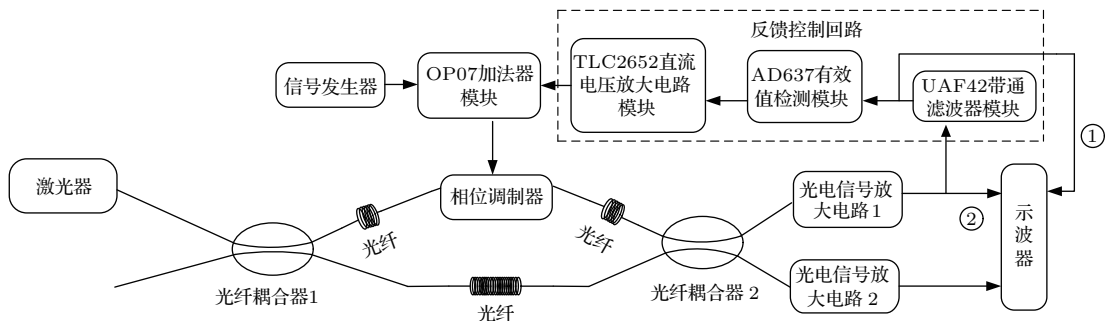 反馈控制回路
信号发生器
OP07加法器
模块
TLC2652直流
电压放大电路
模块
AD637有效
值检测模块
UAF42带通
滤波器模块
①
激光器
相位调制器
光电信号放
大电路1
②
示
波
器
光纤
光纤
光纤耦合器1
光纤
光纤耦合器2
光电信号放
大电路2